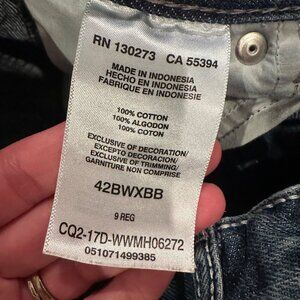 RN 130273 CA 55394
MADE IN INDONESIA
HECHO EN INDONESIA
FABRIQUE EN INDONESIE
100% COTTON
100% ALGODON
100% COTON
EXCLUSIVE OF DECORATION/
EXCEPTO DECORACION/
EXCLUSIVE OF TRIMMING/
GARNITURE NON COMPRISE
42BWXBB
9 REG
CQ2-17D-WWMH06272
051071499385